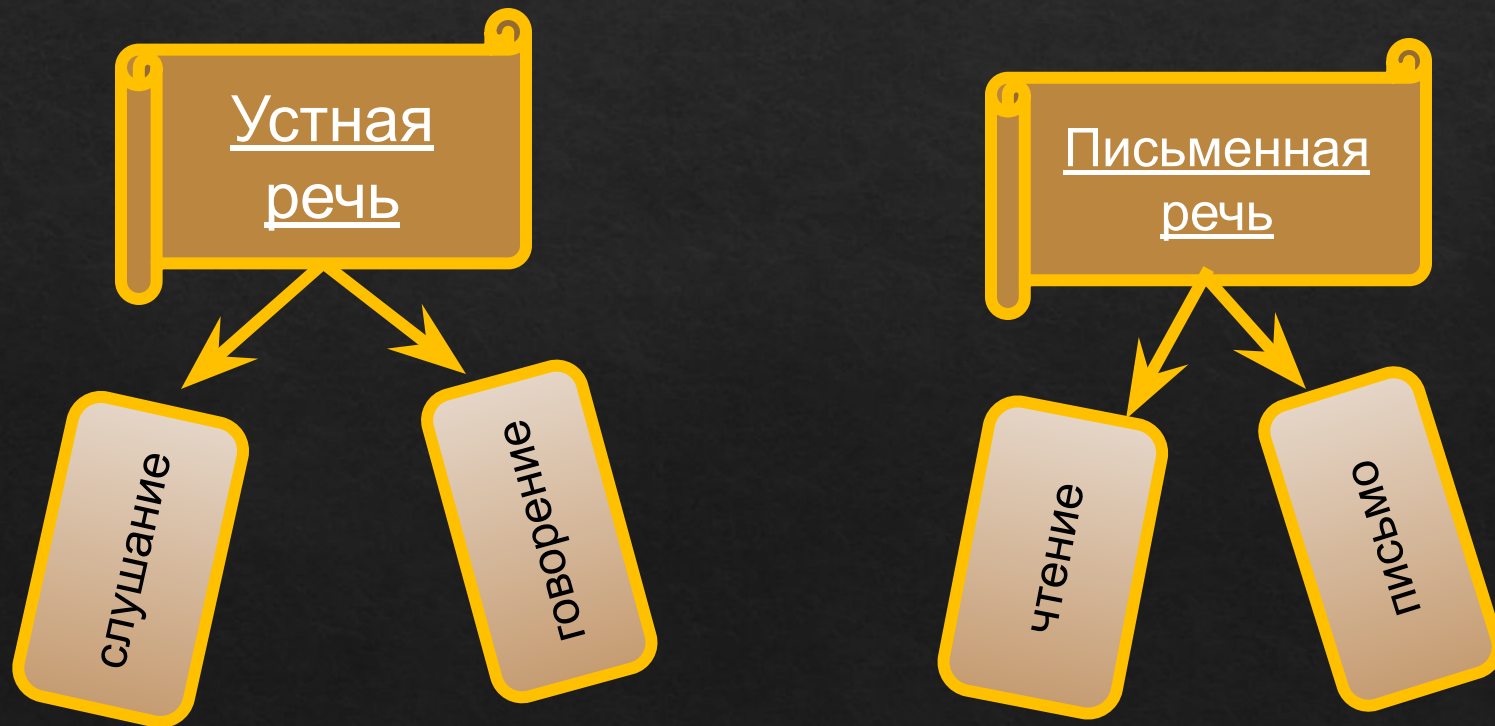 Устная
речь
Письменная
речь
слушание
говорение
чтение
письмо